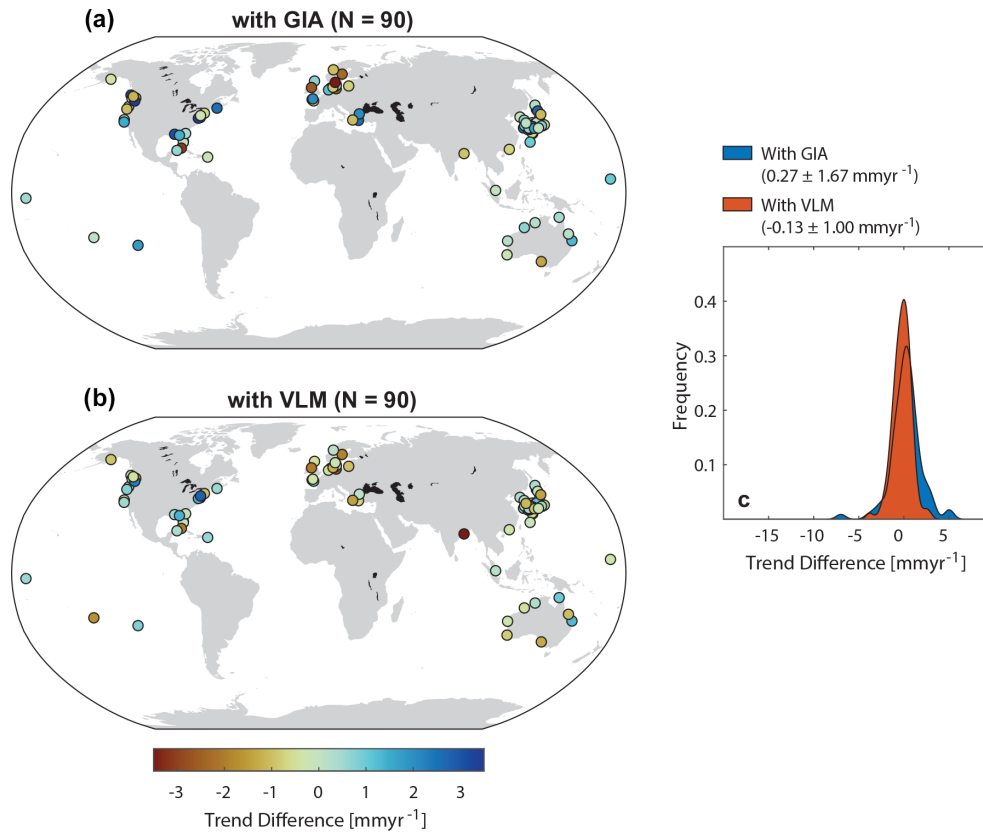 (a)
with GIA (N = 90)
(b)
with VLM (N = 90)
-3 -2 -1 0 1 2 3
Trend Difference [mmyr⁻¹]
With GIA
(0.27 ± 1.67 mmyr ⁻¹)
With VLM
(-0.13 ± 1.00 mmyr⁻¹)
Frequency
0.4
0.3
0.2
0.1
c
-15 -10 -5 0 5
Trend Difference [mmyr⁻¹]